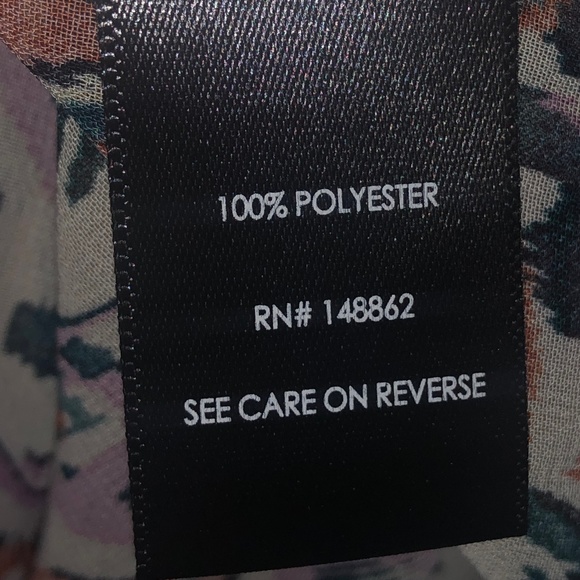 100% POLYESTER
RN# 148862
SEE CARE ON REVERSE